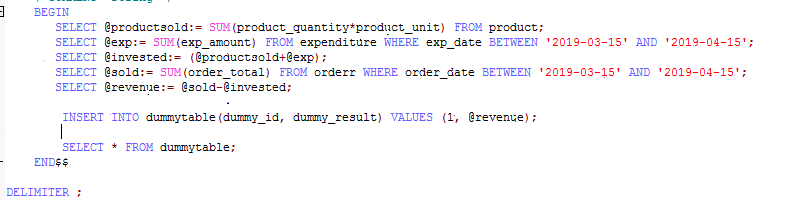 BEGIN
SELECT @productsold:= SUM(product_quantity*product_unit) FROM product;
SELECT @exp:= SUM(exp_amount) FROM expenditure WHERE exp_date BETWEEN '2019-03-15' AND '2019-04-15';
SELECT @invested:= (@productsold+@exp);
SELECT @sold:= SUM(order_total) FROM orderr WHERE order_date BETWEEN '2019-03-15' AND '2019-04-15';
SELECT @revenue:= @sold-@invested;
INSERT INTO dummytable(dummy_id, dummy_result) VALUES (1, @revenue);
SELECT * FROM dummytable;
END$$
DELIMITER ;